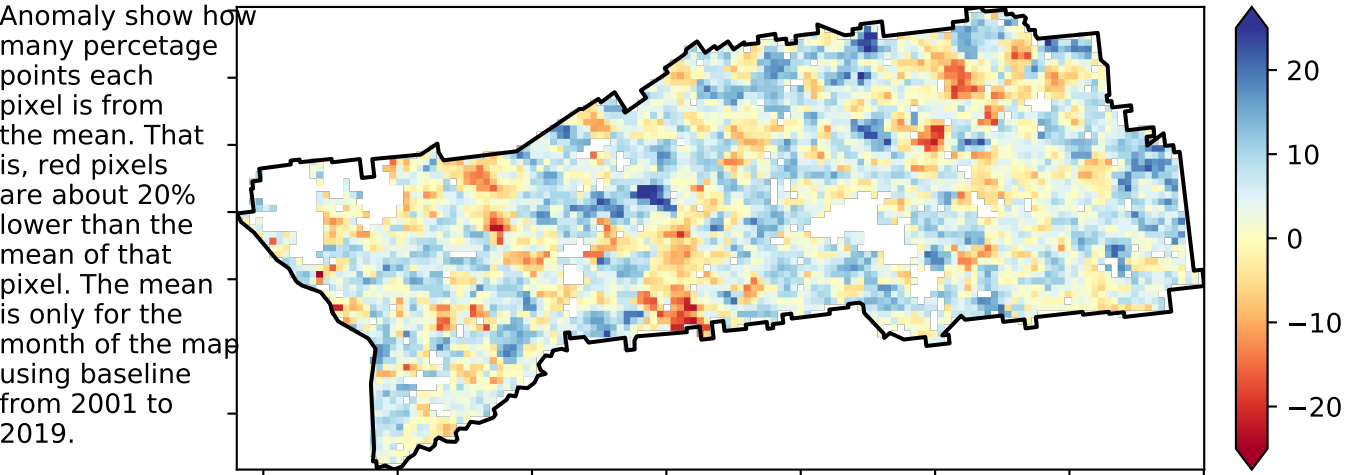 Anomaly show how
many percetage
points each
pixel is from
the mean. That
is, red pixels
are about 20%
lower than the
mean of that
pixel. The mean
is only for the
month of the map
using baseline
from 2001 to
2019.
20
10
0
−10
−20